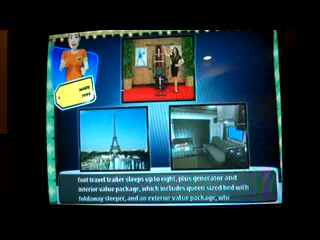 foot travel trailer sleeps up to eight, plus generator and
interior value package, which includes queen sized bed with
foldaway sleeper, and an exterior value package, whi